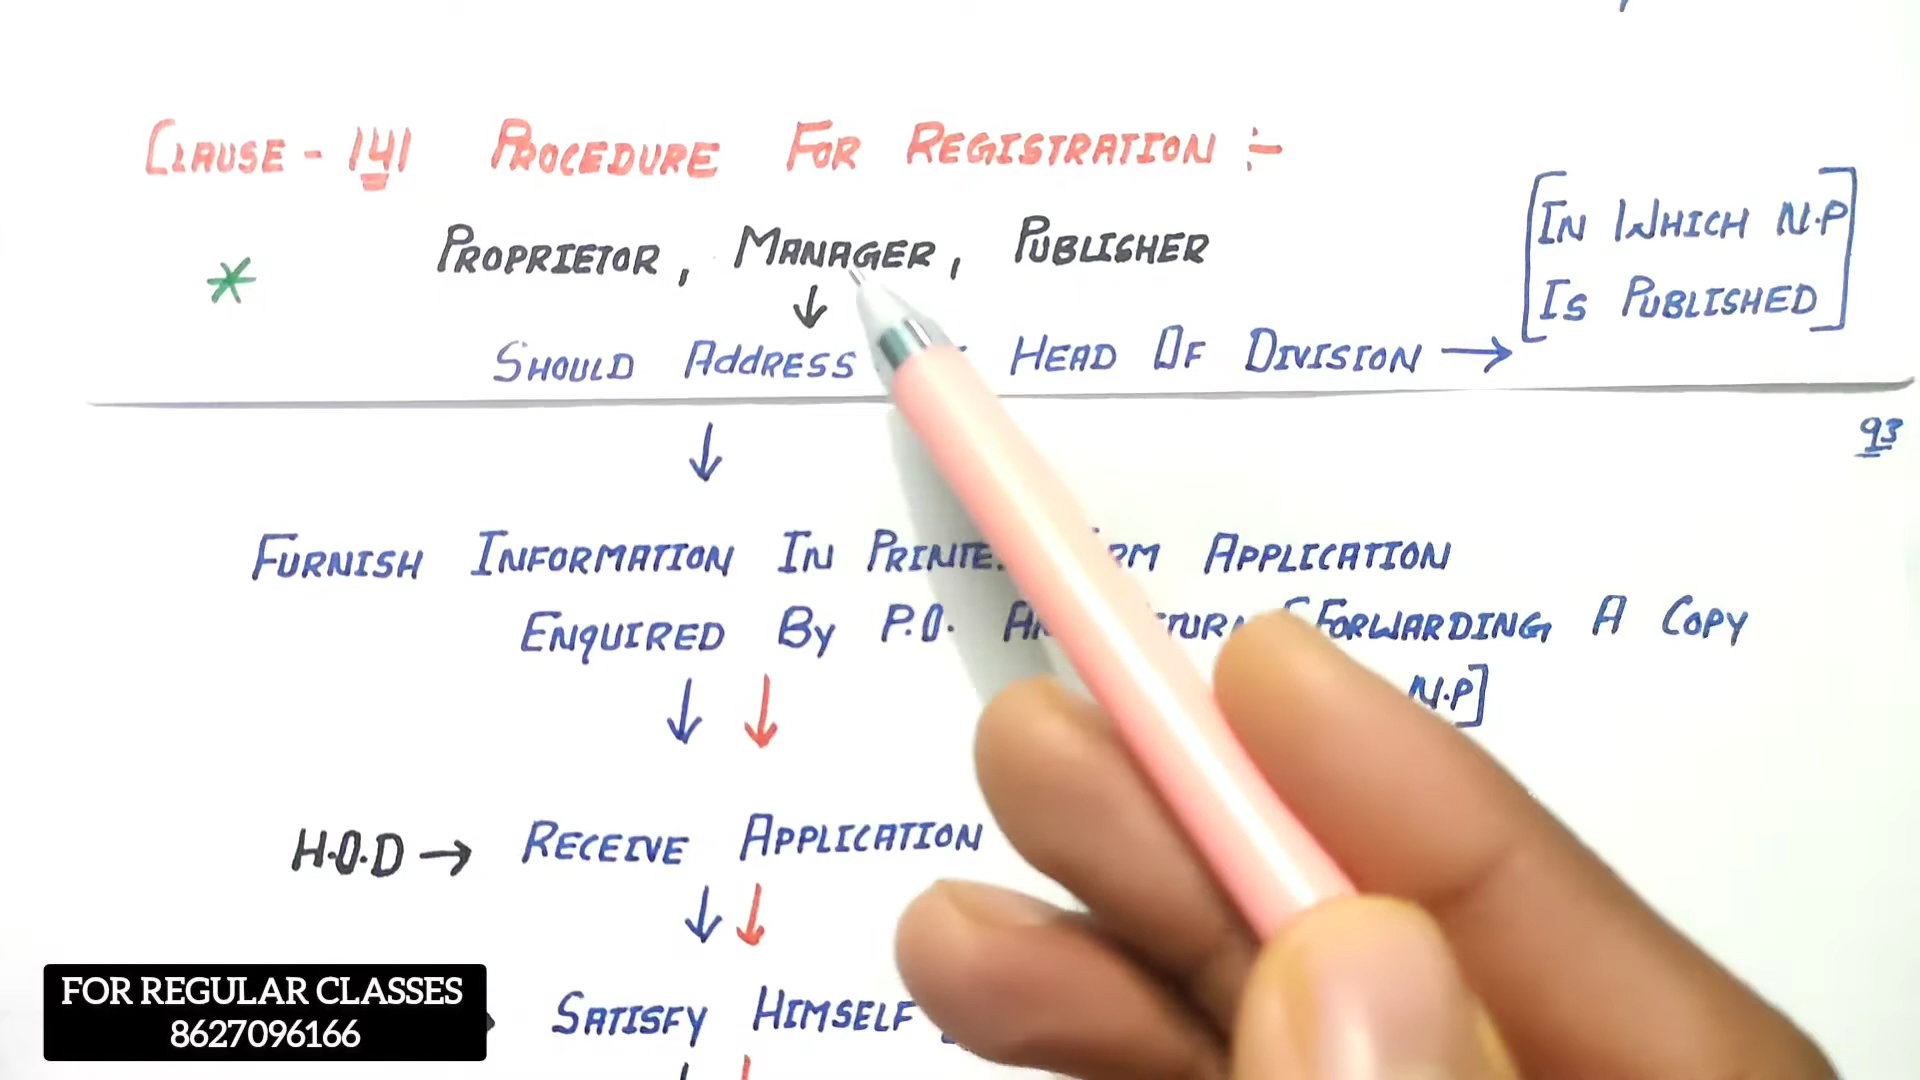 CLAUSE - 141 PROCEDURE FOR REGISTRATION :-
IN WHICH N.P
IS PUBLISHED
* PROPRIETOR, MANAGER, PUBLISHER
SHOULD ADDRESS HEAD OF DIVISION →
93
FURNISH INFORMATION IN APPLICATION
ENQUIRED BY P.O. FORWARDING A COPY
N.P]
H.O.D → RECEIVE APPLICATION
SATISFY HIMSELF
FOR REGULAR CLASSES
8627096166